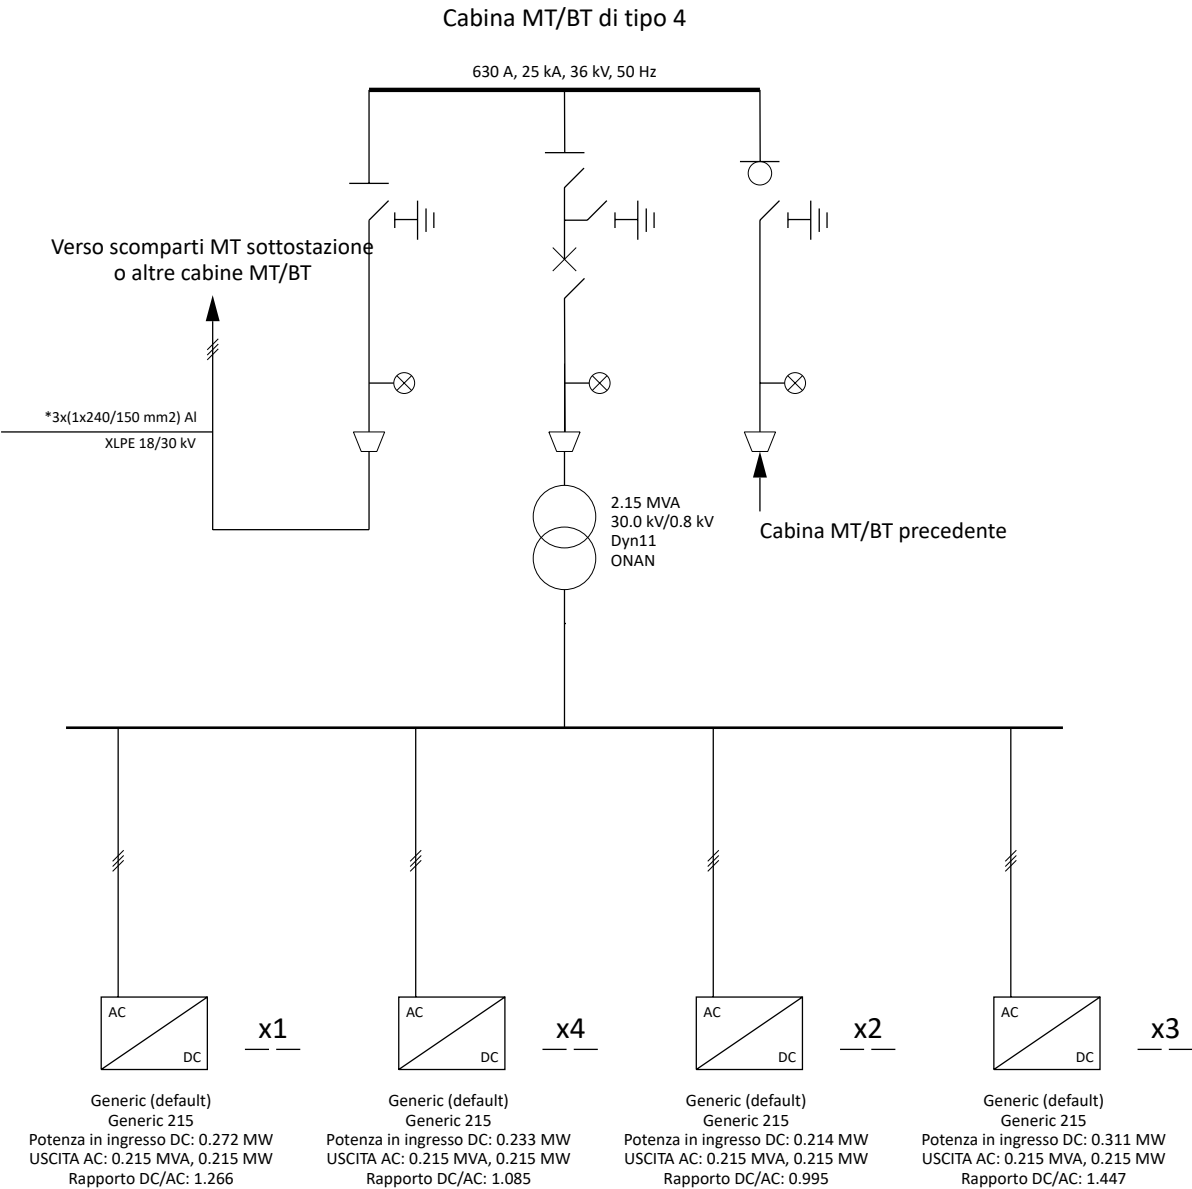 Cabina MT/BT di tipo 4
630 A, 25 kA, 36 kV, 50 Hz
Verso scomparti MT sottostazione
o altre cabine MT/BT
*3x(1x240/150 mm2) Al
XLPE 18/30 kV
2.15 MVA
30.0 kV/0.8 kV
Dyn11
ONAN
Cabina MT/BT precedente
AC
DC
x1
Generic (default)
Generic 215
Potenza in ingresso DC: 0.272 MW
USCITA AC: 0.215 MVA, 0.215 MW
Rapporto DC/AC: 1.266
AC
DC
x4
Generic (default)
Generic 215
Potenza in ingresso DC: 0.233 MW
USCITA AC: 0.215 MVA, 0.215 MW
Rapporto DC/AC: 1.085
AC
DC
x2
Generic (default)
Generic 215
Potenza in ingresso DC: 0.214 MW
USCITA AC: 0.215 MVA, 0.215 MW
Rapporto DC/AC: 0.995
AC
DC
x3
Generic (default)
Generic 215
Potenza in ingresso DC: 0.311 MW
USCITA AC: 0.215 MVA, 0.215 MW
Rapporto DC/AC: 1.447